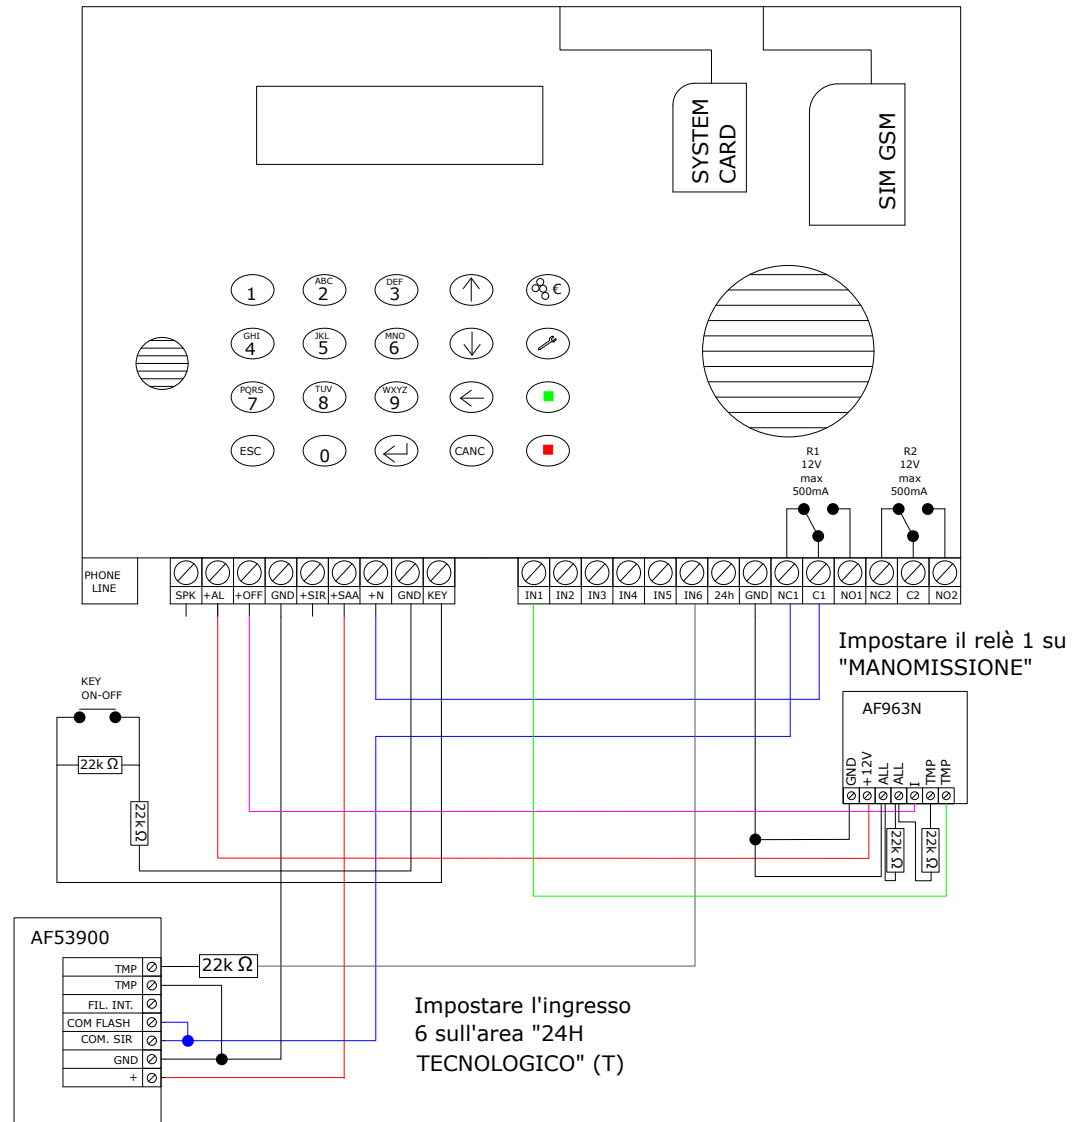 SYSTEM
CARD
SIM GSM
1
ABC
2
DEF
3
€
GHI
4
JKL
5
MNO
6
PQRS
7
TUV
8
WXYZ
9
ESC
0
CANC
R1
12V
max
500mA
R2
12V
max
500mA
PHONE
LINE
SPK +AL +OFF GND +SIR +SAA +N GND KEY
IN1 IN2 IN3 IN4 IN5 IN6 24h GND NC1 C1 NO1 NC2 C2 NO2
Impostare il relè 1 su
"MANOMISSIONE"
KEY
ON-OFF
22k Ω
22k Ω
AF963N
GND +12V ALL ALL I TMP TMP
22k Ω
22k Ω
AF53900
TMP
TMP
FIL. INT.
COM FLASH
COM. SIR
GND
+
22k Ω
Impostare l'ingresso
6 sull'area "24H
TECNOLOGICO" (T)